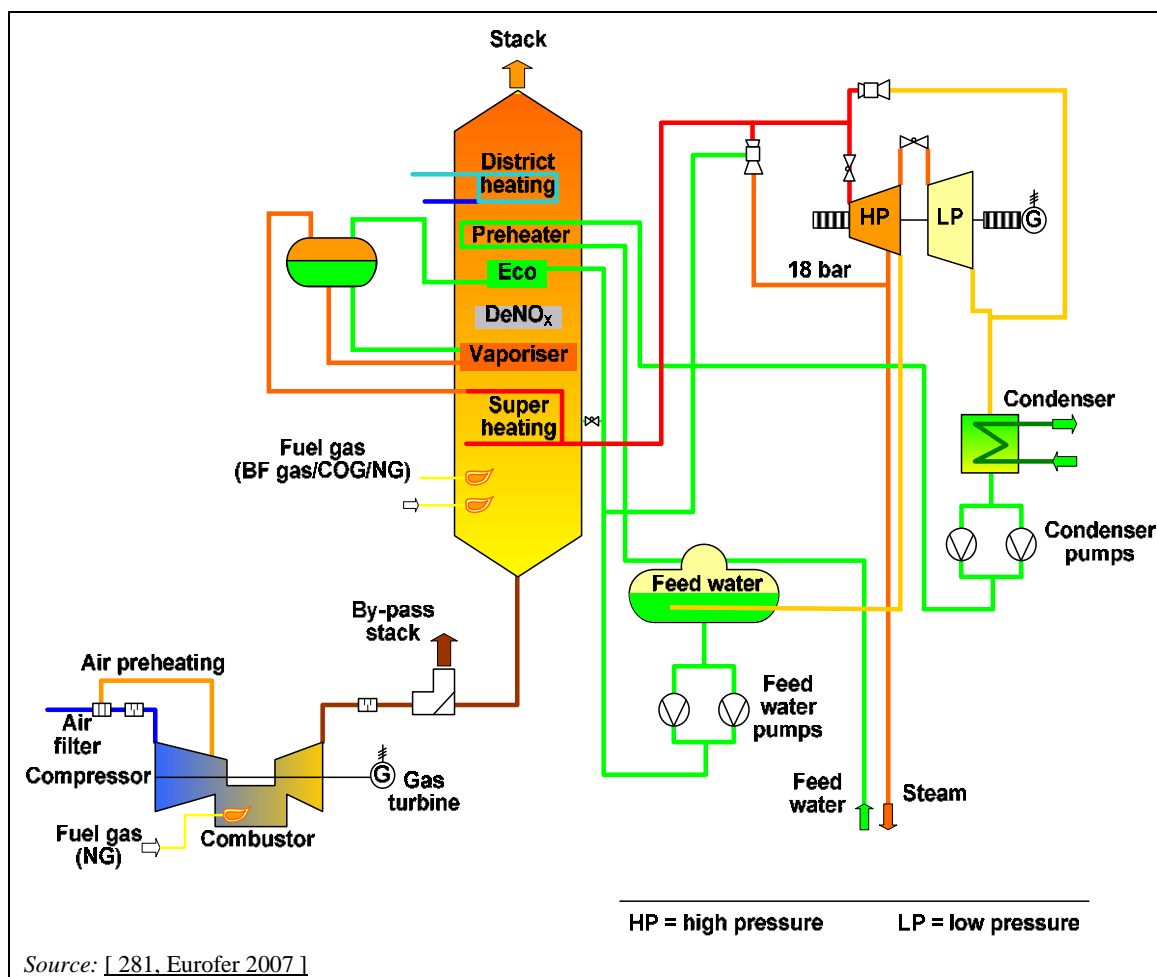 Stack
District
heating
Preheater
Eco
DeNOX
Vaporiser
Super
heating
Fuel gas
(BF gas/COG/NG)
HP
LP
G
18 bar
Condenser
Condenser
pumps
Feed water
Feed
water
pumps
Feed
water
Steam
By-pass
stack
Air preheating
Air
filter
Compressor
G
Gas
turbine
Combustor
Fuel gas
(NG)
HP = high pressure
LP = low pressure
Source: [ 281, Eurofer 2007 ]